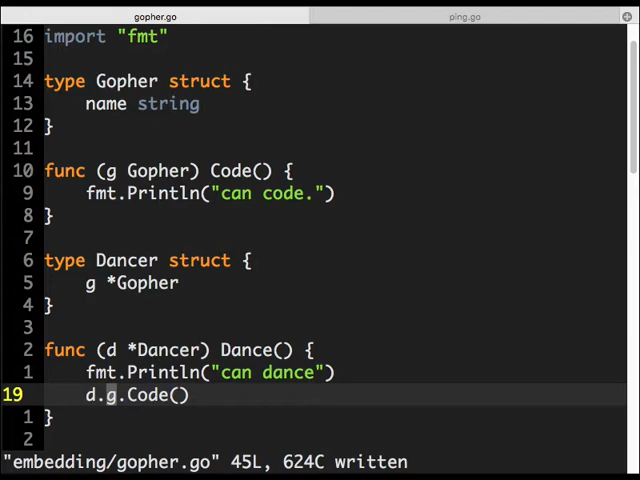 gopher.go ping.go
16 import "fmt"
15
14 type Gopher struct {
13 name string
12 }
11
10 func (g Gopher) Code() {
9 fmt.Println("can code.")
8 }
7
6 type Dancer struct {
5 g *Gopher
4 }
3
2 func (d *Dancer) Dance() {
1 fmt.Println("can dance")
19 d.g.Code()
1 }
2
"embedding/gopher.go" 45L, 624C written